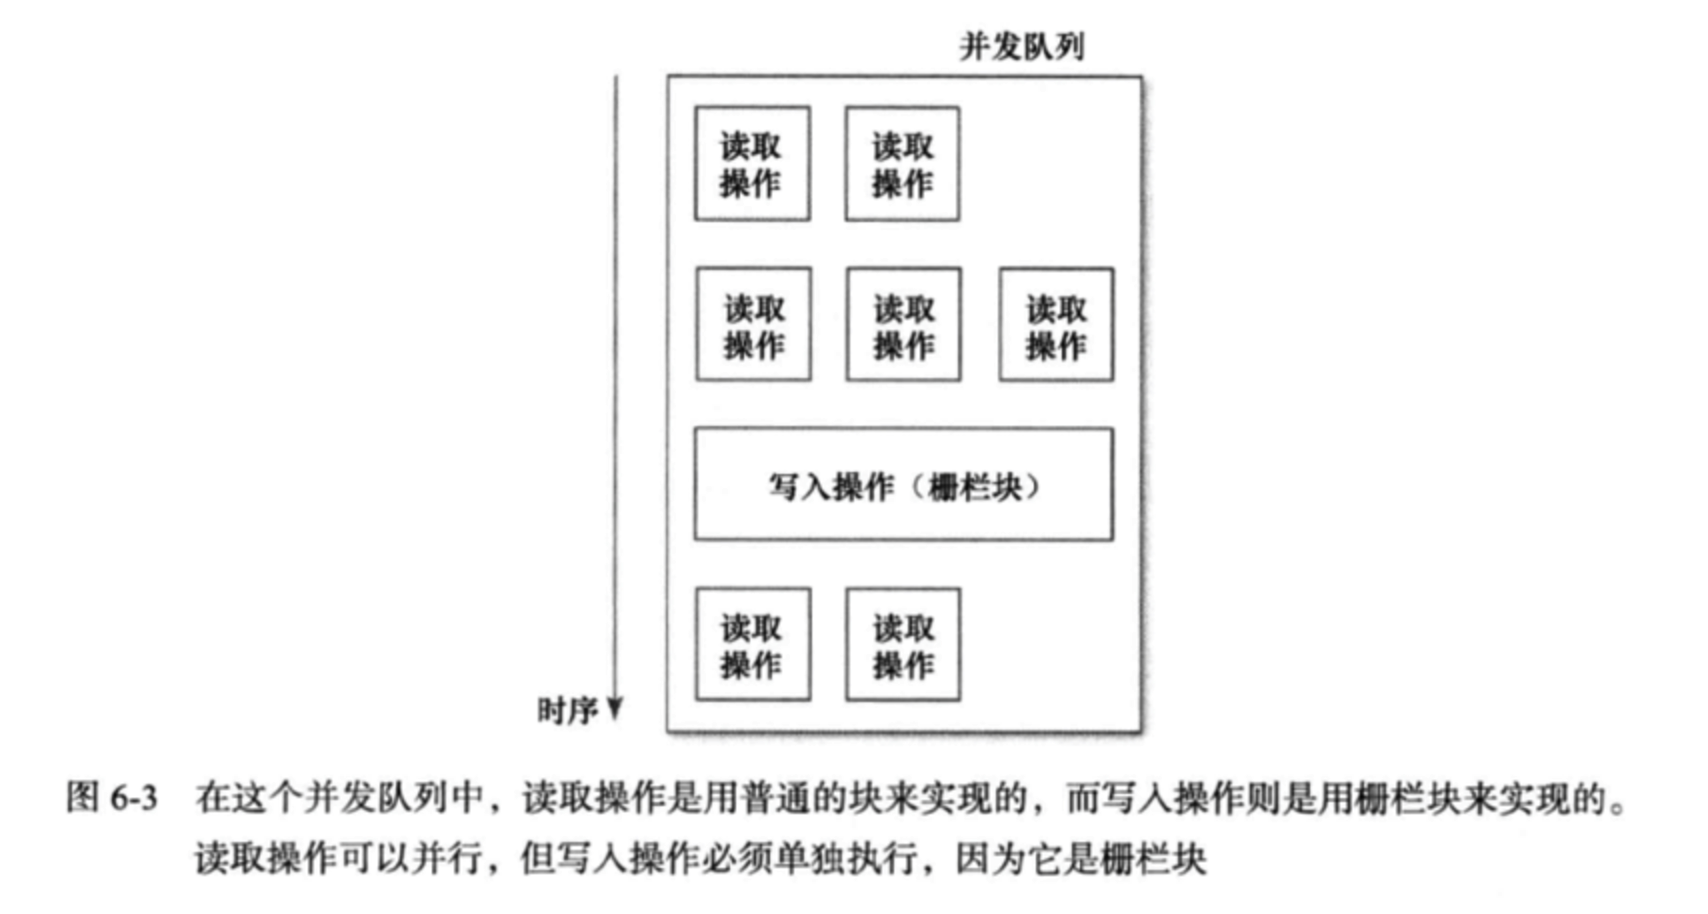 并发队列
读取 读取
操作 操作
读取 读取 读取
操作 操作 操作
写入操作（栅栏块）
读取 读取
操作 操作
时序
图 6-3 在这个并发队列中，读取操作是用普通的块来实现的，而写入操作则是用栅栏块来实现的。
读取操作可以并行，但写入操作必须单独执行，因为它是栅栏块